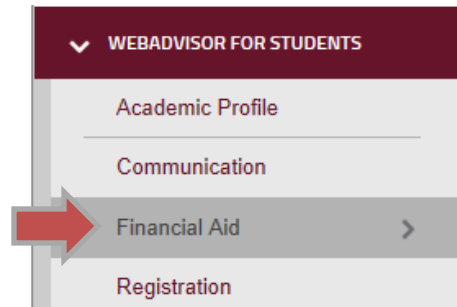 WEBADVISOR FOR STUDENTS
Academic Profile
Communication
Financial Aid
Registration